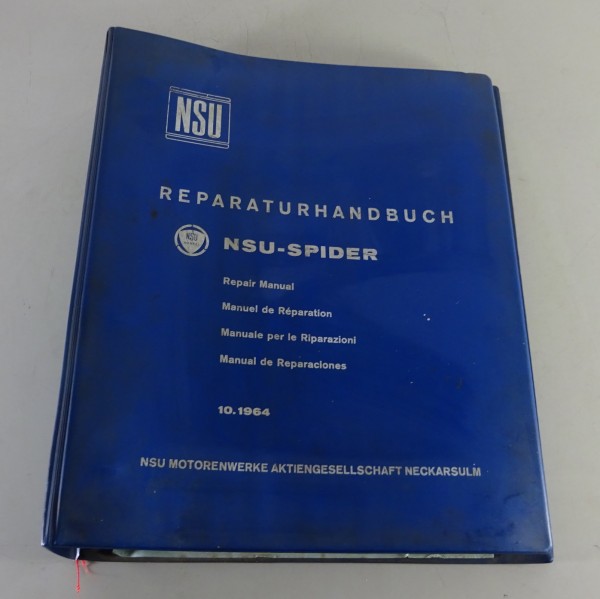 NSU
REPARATURHANDBUCH
NSU NSU-SPIDER
Repair Manual
Manuel de Réparation
Manuale per le Riparazioni
Manual de Reparaciones
10.1964
NSU MOTORENWERKE AKTIENGESELLSCHAFT NECKARSULM